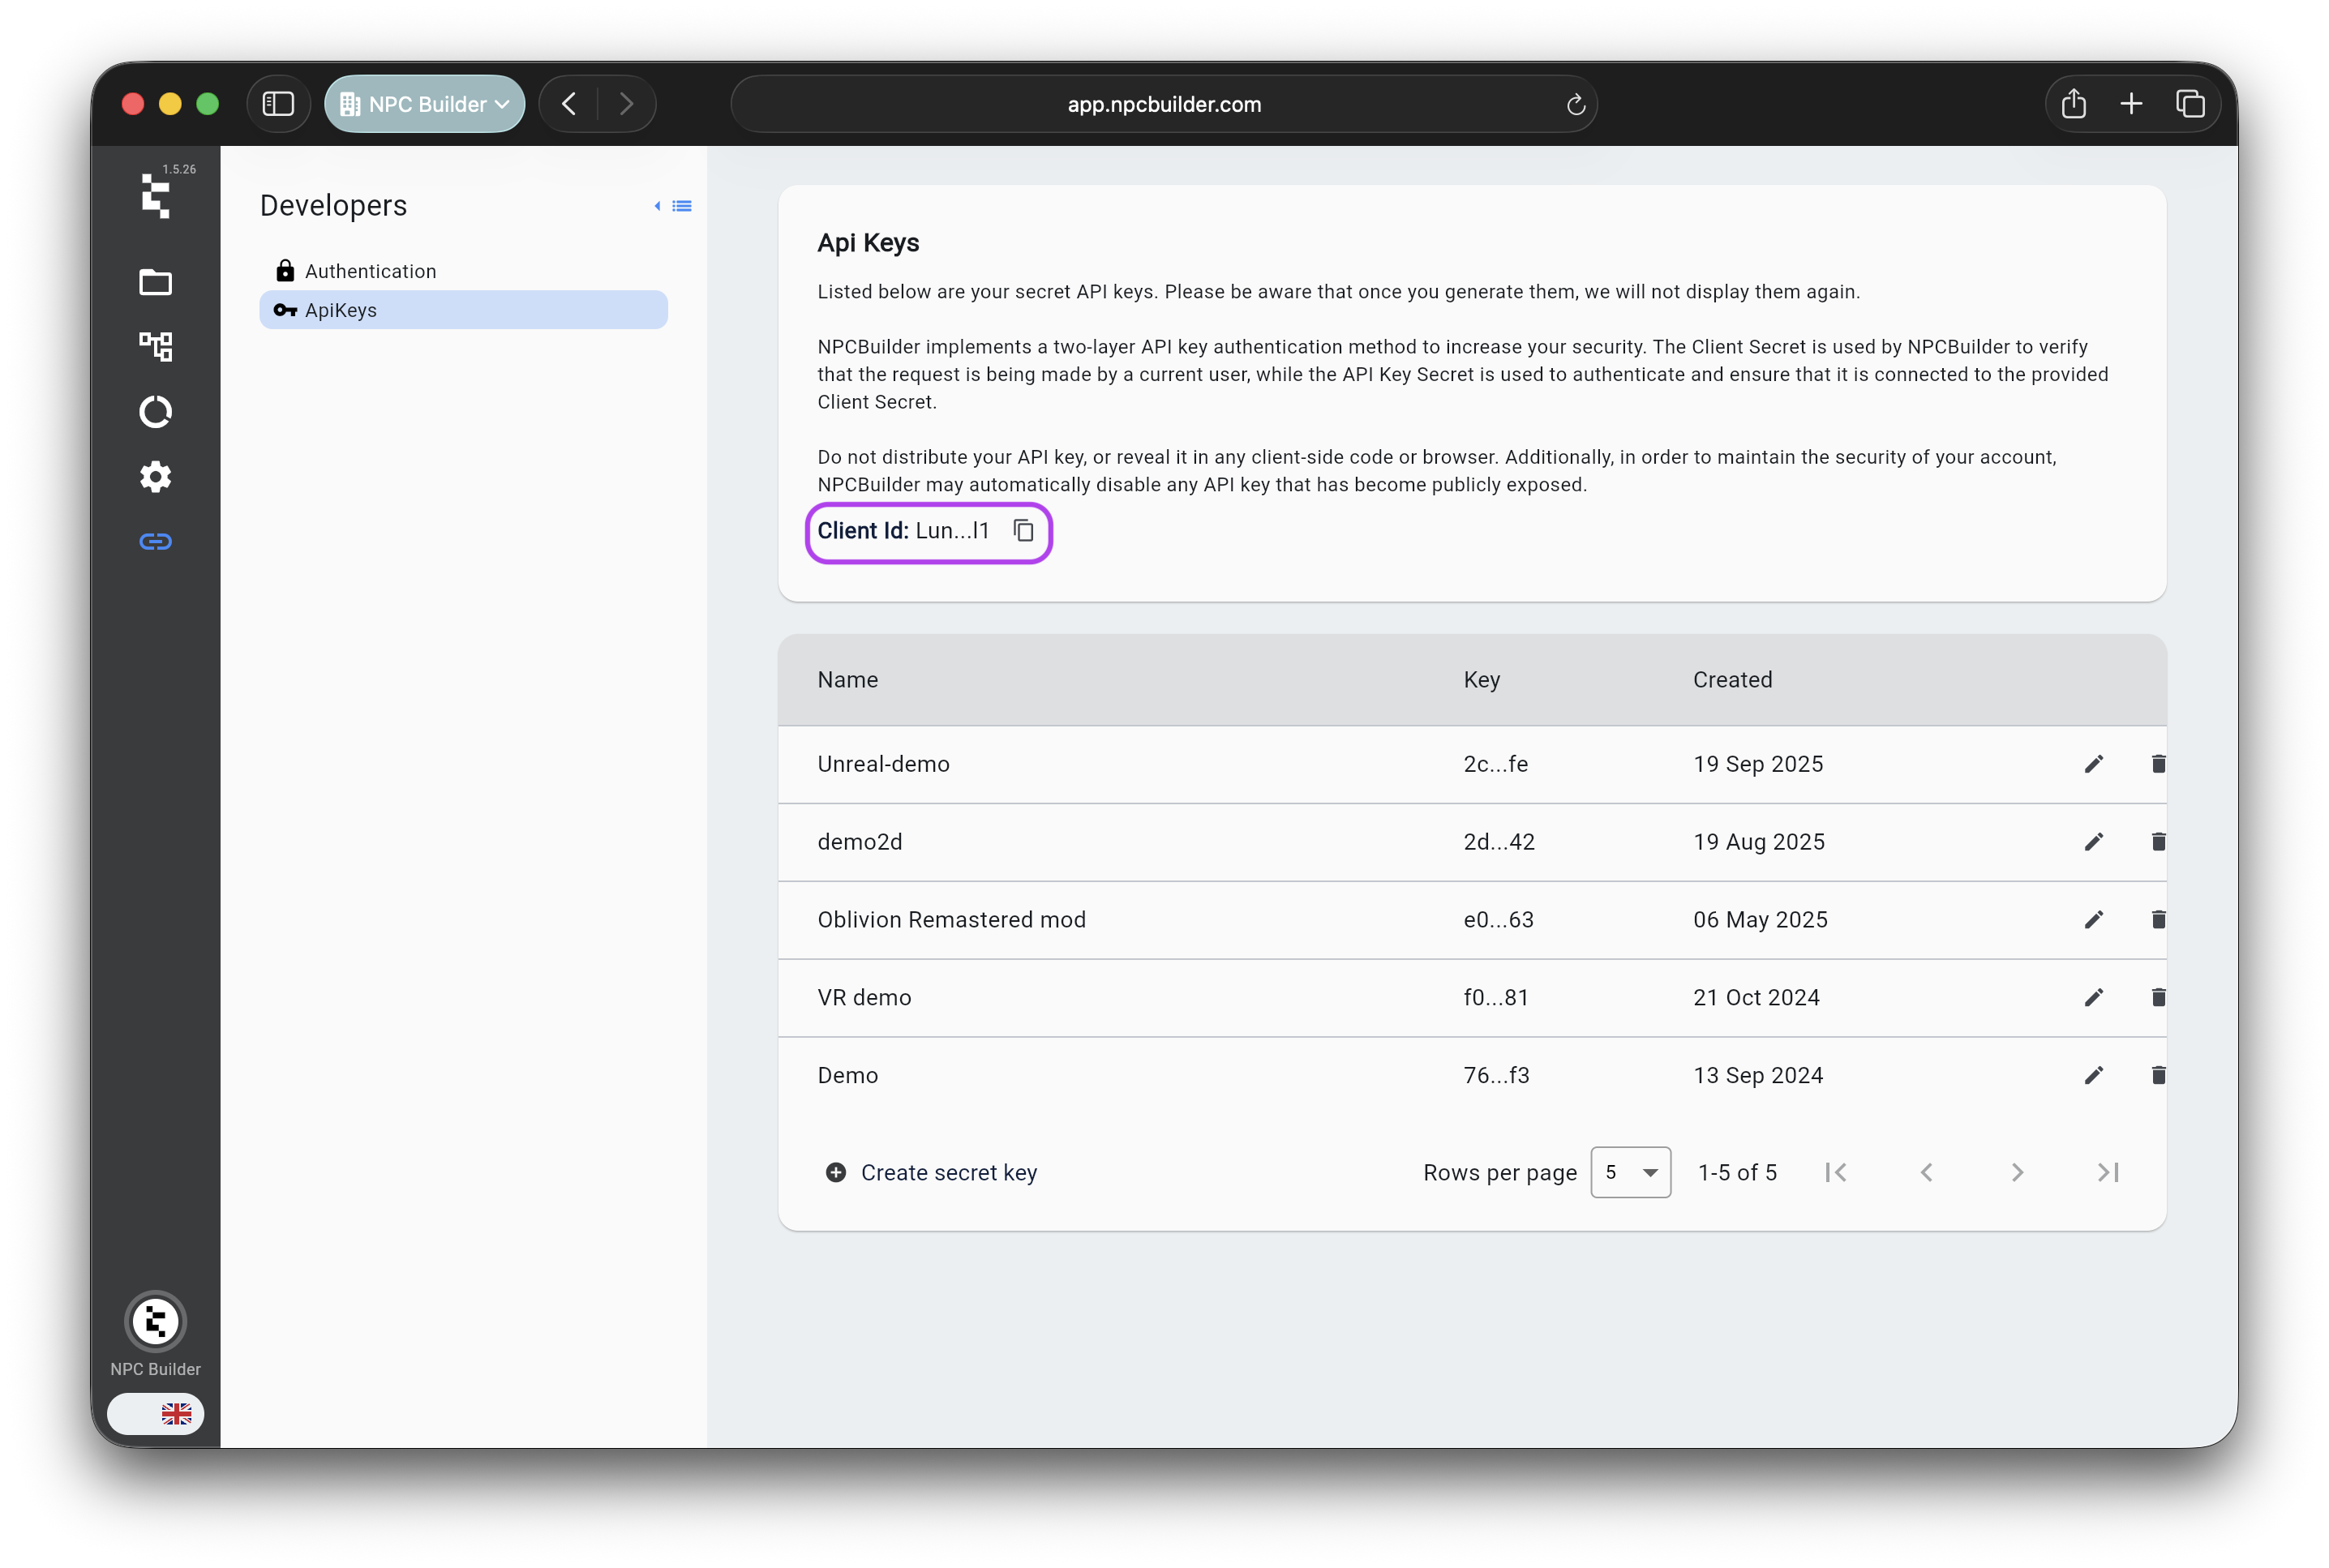 NPC Builder
app.npcbuilder.com
1.5.26
Developers
Authentication
ApiKeys
Api Keys
Listed below are your secret API keys. Please be aware that once you generate them, we will not display them again.
NPCBuilder implements a two-layer API key authentication method to increase your security. The Client Secret is used by NPCBuilder to verify
that the request is being made by a current user, while the API Key Secret is used to authenticate and ensure that it is connected to the provided
Client Secret.
Do not distribute your API key, or reveal it in any client-side code or browser. Additionally, in order to maintain the security of your account,
NPCBuilder may automatically disable any API key that has become publicly exposed.
Client Id: Lun...l1
Name Key Created
Unreal-demo 2c...fe 19 Sep 2025
demo2d 2d...42 19 Aug 2025
Oblivion Remastered mod e0...63 06 May 2025
VR demo f0...81 21 Oct 2024
Demo 76...f3 13 Sep 2024
Create secret key Rows per page 5 1-5 of 5
NPC Builder